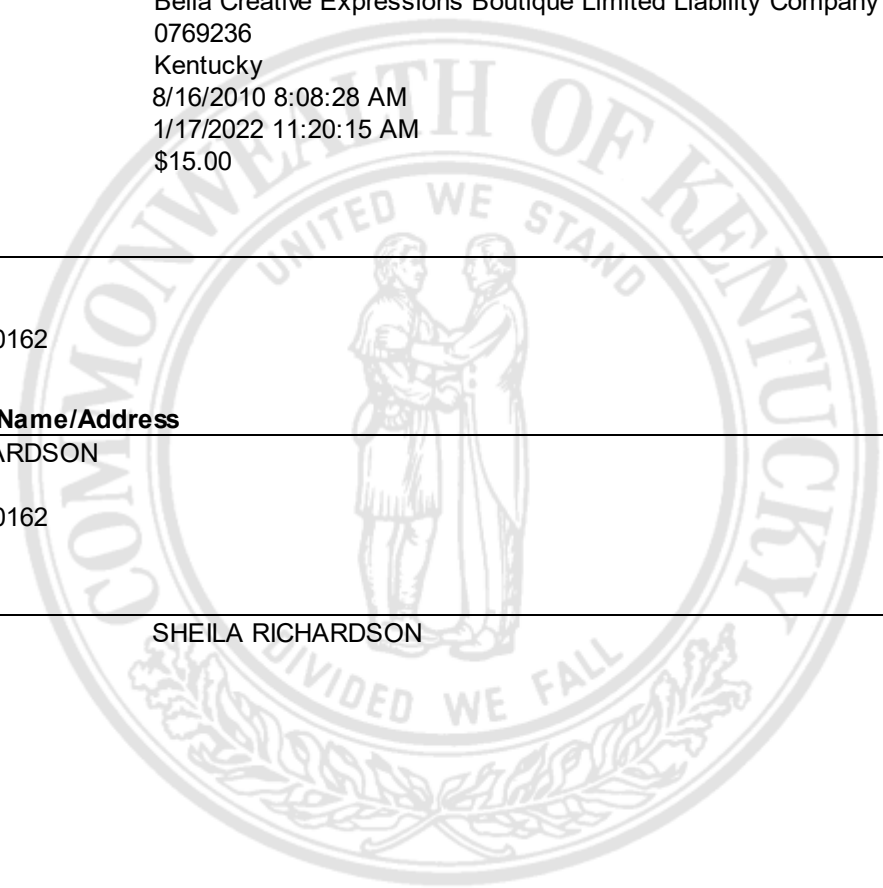 Bella Creative Expressions Boutique Limited Liability Company
0769236
Kentucky
8/16/2010 8:08:28 AM
1/17/2022 11:20:15 AM
$15.00
0162
Name/Address
ARDSON
0162
SHEILA RICHARDSON
COMMONWEALTH OF KENTUCKY
UNITED WE STAND
DIVIDED WE FALL